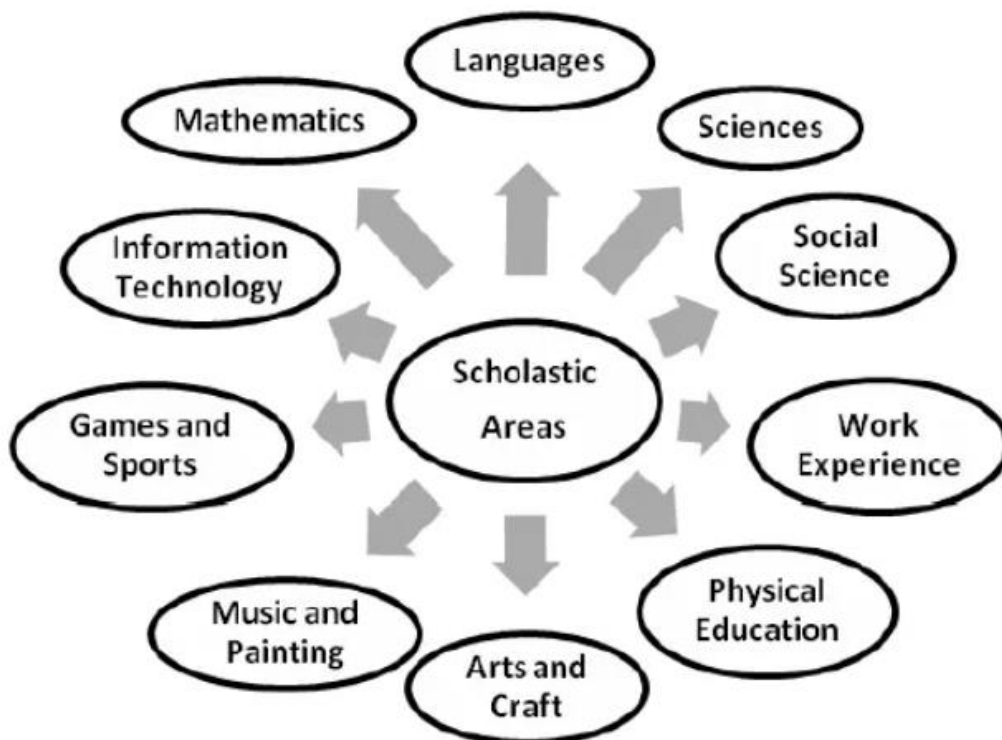 Languages
Mathematics
Sciences
Information
Technology
Social
Science
Scholastic
Areas
Games and
Sports
Work
Experience
Music and
Painting
Physical
Education
Arts and
Craft